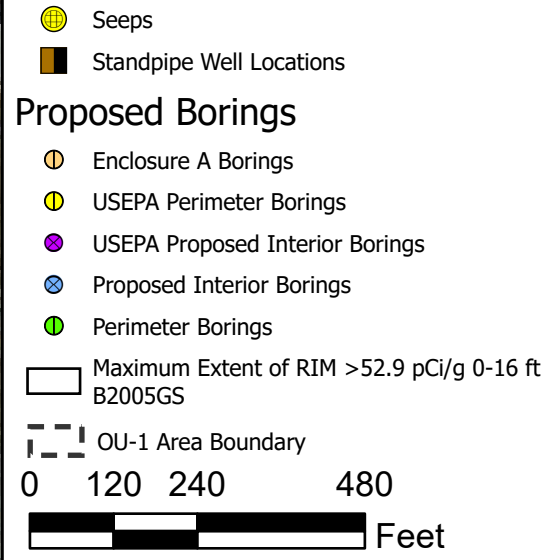 Seeps
Standpipe Well Locations
Proposed Borings
Enclosure A Borings
USEPA Perimeter Borings
USEPA Proposed Interior Borings
Proposed Interior Borings
Perimeter Borings
Maximum Extent of RIM >52.9 pCi/g 0-16 ft
B2005GS
OU-1 Area Boundary
0 120 240 480
Feet